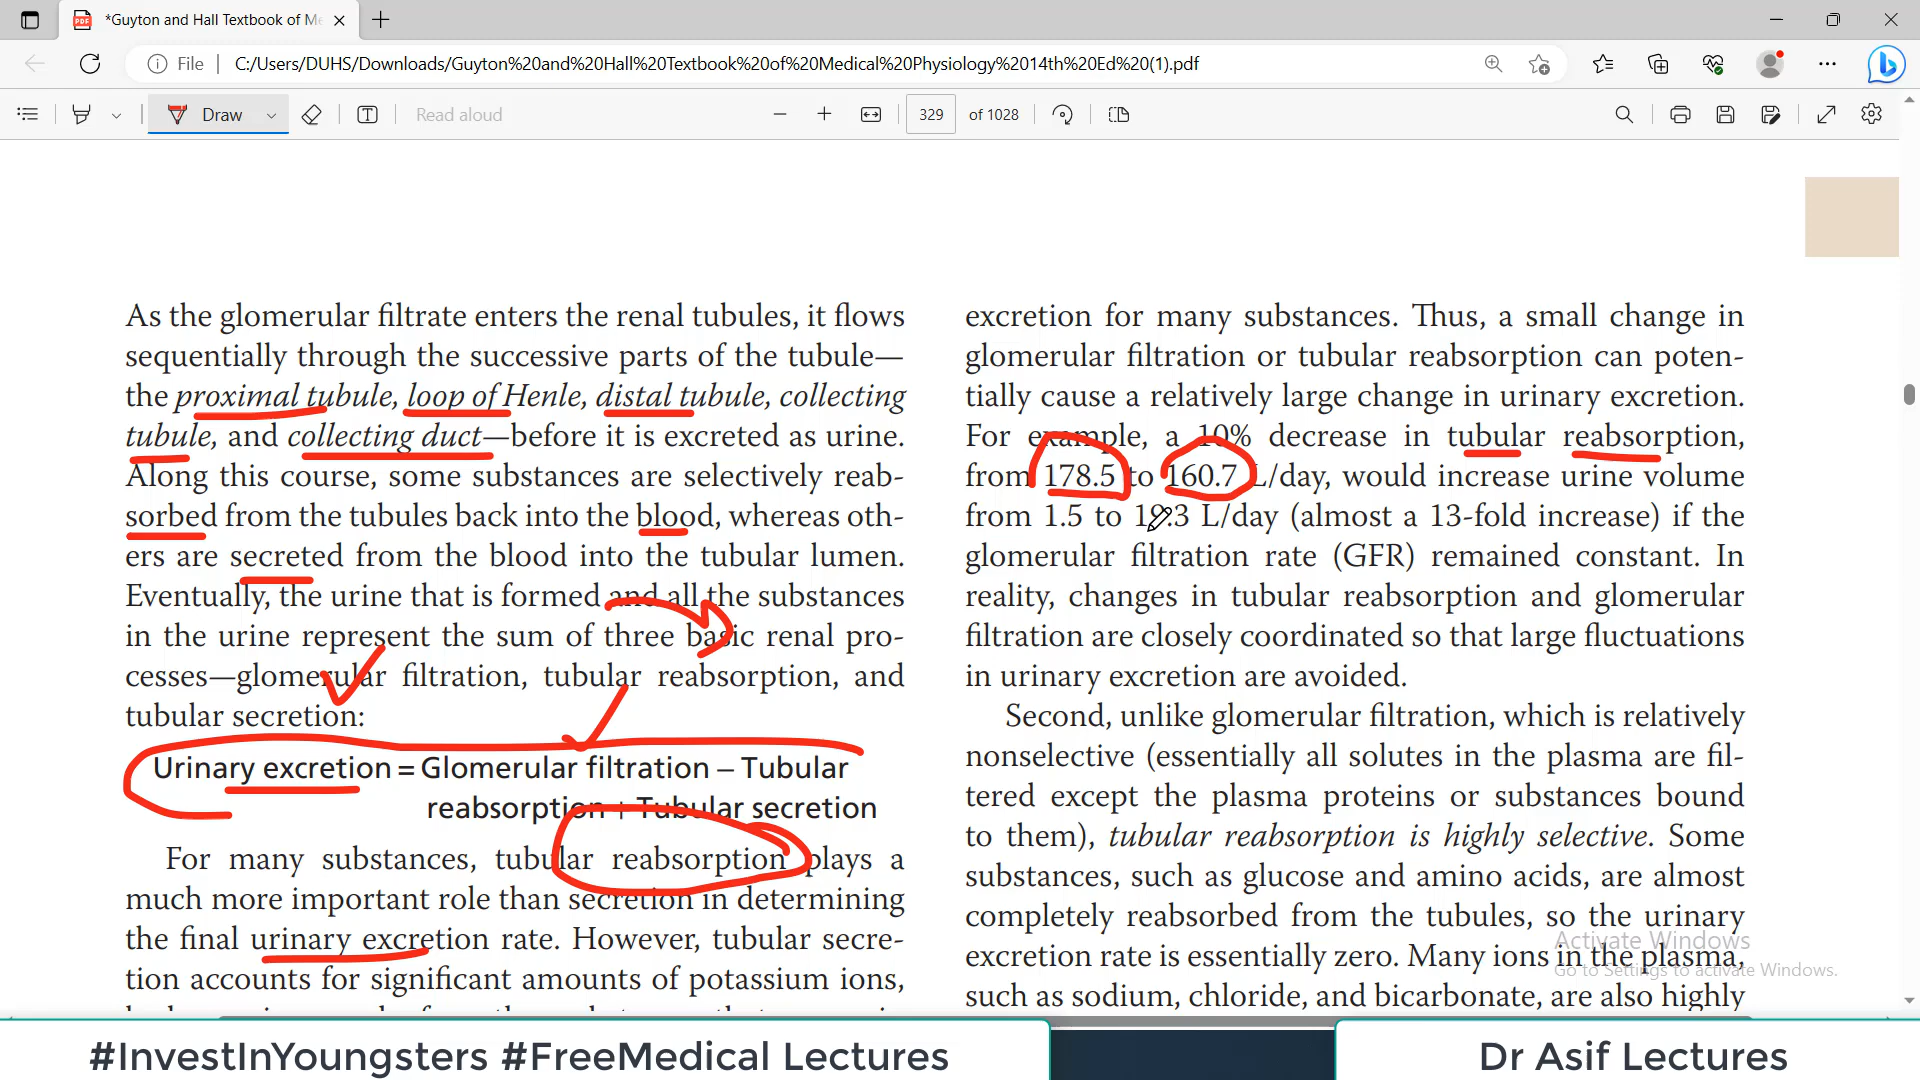 *Guyton and Hall Textbook of Me
File
C:/Users/DUHS/Downloads/Guyton%20and%20Hall%20Textbook%20of%20Medical%20Physiology%2014th%20Ed%20(1).pdf
Draw
Read aloud
329 of 1028
As the glomerular filtrate enters the renal tubules, it flows
sequentially through the successive parts of the tubule—
the proximal tubule, loop of Henle, distal tubule, collecting
tubule, and collecting duct—before it is excreted as urine.
Along this course, some substances are selectively reab-
sorbed from the tubules back into the blood, whereas oth-
ers are secreted from the blood into the tubular lumen.
Eventually, the urine that is formed and all the substances
in the urine represent the sum of three basic renal pro-
cesses—glomerular filtration, tubular reabsorption, and
tubular secretion:
Urinary excretion = Glomerular filtration – Tubular
reabsorption + Tubular secretion
For many substances, tubular reabsorption plays a
much more important role than secretion in determining
the final urinary excretion rate. However, tubular secre-
tion accounts for significant amounts of potassium ions,
excretion for many substances. Thus, a small change in
glomerular filtration or tubular reabsorption can poten-
tially cause a relatively large change in urinary excretion.
For example, a 10% decrease in tubular reabsorption,
from 178.5 to 160.7 L/day, would increase urine volume
from 1.5 to 19.3 L/day (almost a 13-fold increase) if the
glomerular filtration rate (GFR) remained constant. In
reality, changes in tubular reabsorption and glomerular
filtration are closely coordinated so that large fluctuations
in urinary excretion are avoided.
Second, unlike glomerular filtration, which is relatively
nonselective (essentially all solutes in the plasma are fil-
tered except the plasma proteins or substances bound
to them), tubular reabsorption is highly selective. Some
substances, such as glucose and amino acids, are almost
completely reabsorbed from the tubules, so the urinary
excretion rate is essentially zero. Many ions in the plasma,
such as sodium, chloride, and bicarbonate, are also highly
Activate Windows
Go to Settings to activate Windows.
#InvestInYoungsters #FreeMedical Lectures
Dr Asif Lectures